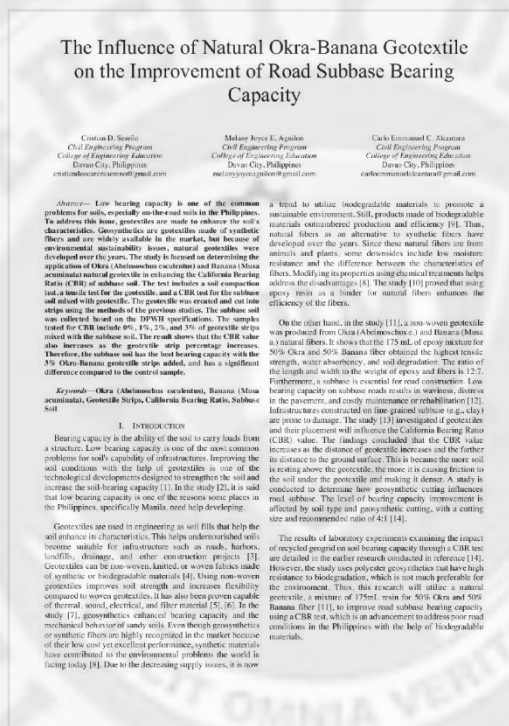 The Influence of Natural Okra-Banana Geotextile
on the Improvement of Road Subbase Bearing
Capacity
Cristian D. Sereño
Civil Engineering Program
College of Engineering Education
Davao City, Philippines
cristiandeocarezasereno@gmail.com
Melany Joyce E. Aguilon
Civil Engineering Program
College of Engineering Education
Davao City, Philippines
melanyjoyceaguilon@gmail.com
Carlo Emmanuel C. Alcantara
Civil Engineering Program
College of Engineering Education
Davao City, Philippines
carloemmanuelalcantara@gmail.com
Abstract— Low bearing capacity is one of the common
problems for soils, especially on-the-road soils in the Philippines.
To address this issue, geotextiles are made to enhance the soil's
characteristics. Geosynthetics are geotextiles made of synthetic
fibers and are widely available in the market, but because of
environmental sustainability issues, natural geotextiles were
developed over the years. The study is focused on determining the
application of Okra (Abelmoschus esculentus) and Banana (Musa
acuminata) natural geotextile in enhancing the California Bearing
Ratio (CBR) of subbase soil. The test includes a soil compaction
test, a tensile test for the geotextile, and a CBR test for the subbase
soil mixed with geotextile. The geotextile was created and cut into
strips using the methods of the previous studies. The subbase soil
was collected based on the DPWH specifications. The samples
tested for CBR include 0%, 1%, 2%, and 3% of geotextile strips
mixed with the subbase soil. The result shows that the CBR value
also increases as the geotextile strip percentage increases.
Therefore, the subbase soil has the best bearing capacity with the
3% Okra-Banana geotextile strips added, and has a significant
difference compared to the control sample.
Keywords—Okra (Abelmoschus esculentus), Banana (Musa
acuminata), Geotextile Strips, California Bearing Ratio, Subbase
Soil
I. INTRODUCTION
Bearing capacity is the ability of the soil to carry loads from
a structure. Low bearing capacity is one of the most common
problems for soil's capability of infrastructures. Improving the
soil conditions with the help of geotextiles is one of the
technological developments designed to strengthen the soil and
increase the soil-bearing capacity [1]. In the study [2], it is said
that low bearing capacity is one of the reasons some places in
the Philippines, specifically Manila, need help developing.
Geotextiles are used in engineering as soil fills that help the
soil enhance its characteristics. This helps undernourished soils
become suitable for infrastructure such as roads, harbors,
landfills, drainage, and other construction projects [3].
Geotextiles can be non-woven, knitted, or woven fabrics made
of synthetic or biodegradable materials [4]. Using non-woven
geotextiles improves soil strength and increases flexibility
compared to woven geotextiles. It has also been proven capable
of thermal, sound, electrical, and filter material [5], [6]. In the
study [7], geosynthetics enhanced bearing capacity and the
mechanical behavior of sandy soils. Even though geosynthetics
or synthetic fibers are highly recognized in the market because
of their low cost yet excellent performance, synthetic materials
have contributed to the environmental problems the world is
facing today [8]. Due to the decreasing supply issues, it is now
a trend to utilize biodegradable materials to promote a
sustainable environment. Still, products made of biodegradable
materials outnumbered production and efficiency [9]. Thus,
natural fibers as an alternative to synthetic fibers have
developed over the years. Since these natural fibers are from
animals and plants, some downsides include low moisture
resistance and the difference between the characteristics of
fibers. Modifying its properties using chemical treatments helps
address the disadvantages [8]. The study [10] proved that using
epoxy resin as a binder for natural fibers enhances the
efficiency of the fibers.
On the other hand, in the study [11], a non-woven geotextile
was produced from Okra (Abelmoschus e.) and Banana (Musa
a.) natural fibers. It shows that the 175 mL of epoxy mixture for
50% Okra and 50% Banana fiber obtained the highest tensile
strength, water absorbency, and soil degradation. The ratio of
the length and width to the weight of epoxy and fibers is 12:7.
Furthermore, a subbase is essential for road construction. Low
bearing capacity on subbase roads results in waviness, distress
in the pavement, and costly maintenance or rehabilitation [12].
Infrastructures constructed on fine-grained subbase (e.g., clay)
are prone to damage. The study [13] investigated if geotextiles
and their placement will influence the California Bearing Ratio
(CBR) value. The findings concluded that the CBR value
increases as the distance of geotextile increases and the further
its distance to the ground surface. This is because the more soil
is resting above the geotextile, the more it is causing friction to
the soil under the geotextile and making it denser. A study is
conducted to determine how geosynthetic cutting influences
road subbase. The level of bearing capacity improvement is
affected by soil type and geosynthetic cutting, with a cutting
size and recommended ratio of 4:1 [14].
The results of laboratory experiments examining the impact
of recycled geogrid on soil bearing capacity through a CBR test
are detailed in the earlier research conducted in reference [14].
However, the study uses polyester geosynthetics that have high
resistance to biodegradation, which is not much preferable for
the environment. Thus, this research will utilize a natural
geotextile, a mixture of 175mL resin for 50% Okra and 50%
Banana fiber [11], to improve road subbase bearing capacity
using a CBR test, which is an advancement to address poor road
conditions in the Philippines with the help of biodegradable
materials.